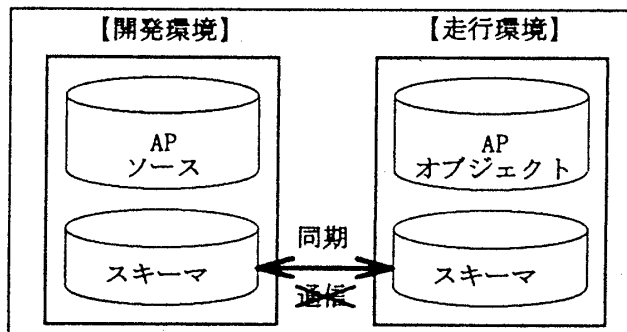 【開発環境】
【走行環境】
AP
ソース
AP
オブジェクト
同期
スキーマ
通信
スキーマ